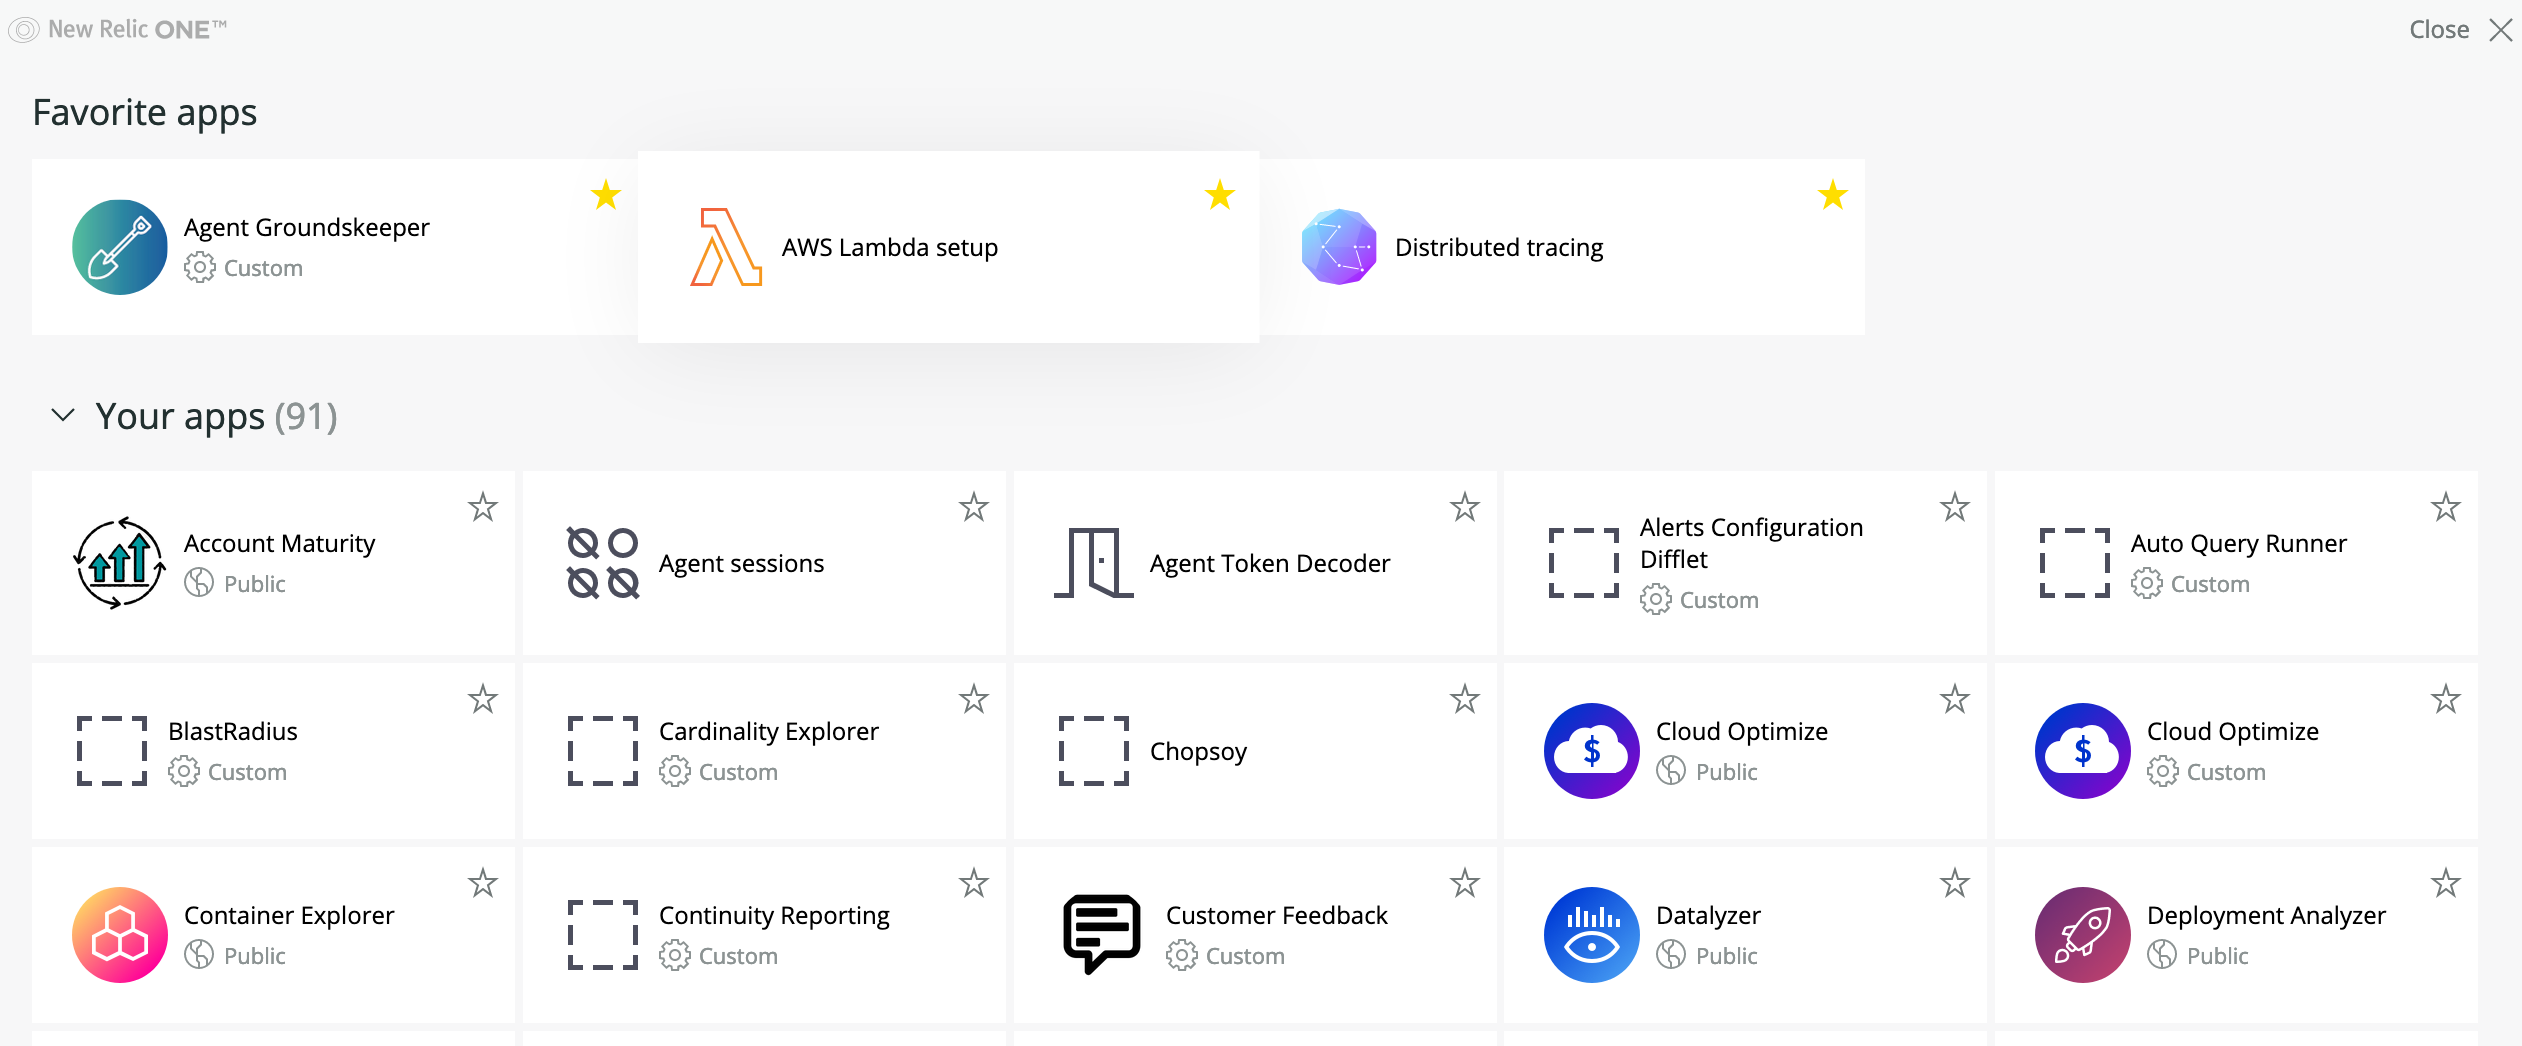 New Relic ONE™
Close
Favorite apps
Agent Groundskeeper
Custom
AWS Lambda setup
Distributed tracing
Your apps (91)
Account Maturity
Public
Agent sessions
Agent Token Decoder
Alerts Configuration
Difflet
Custom
Auto Query Runner
Custom
BlastRadius
Custom
Cardinality Explorer
Custom
Chopsoy
$
Cloud Optimize
Public
$
Cloud Optimize
Custom
Container Explorer
Public
Continuity Reporting
Custom
Customer Feedback
Custom
Datalyzer
Public
Deployment Analyzer
Public